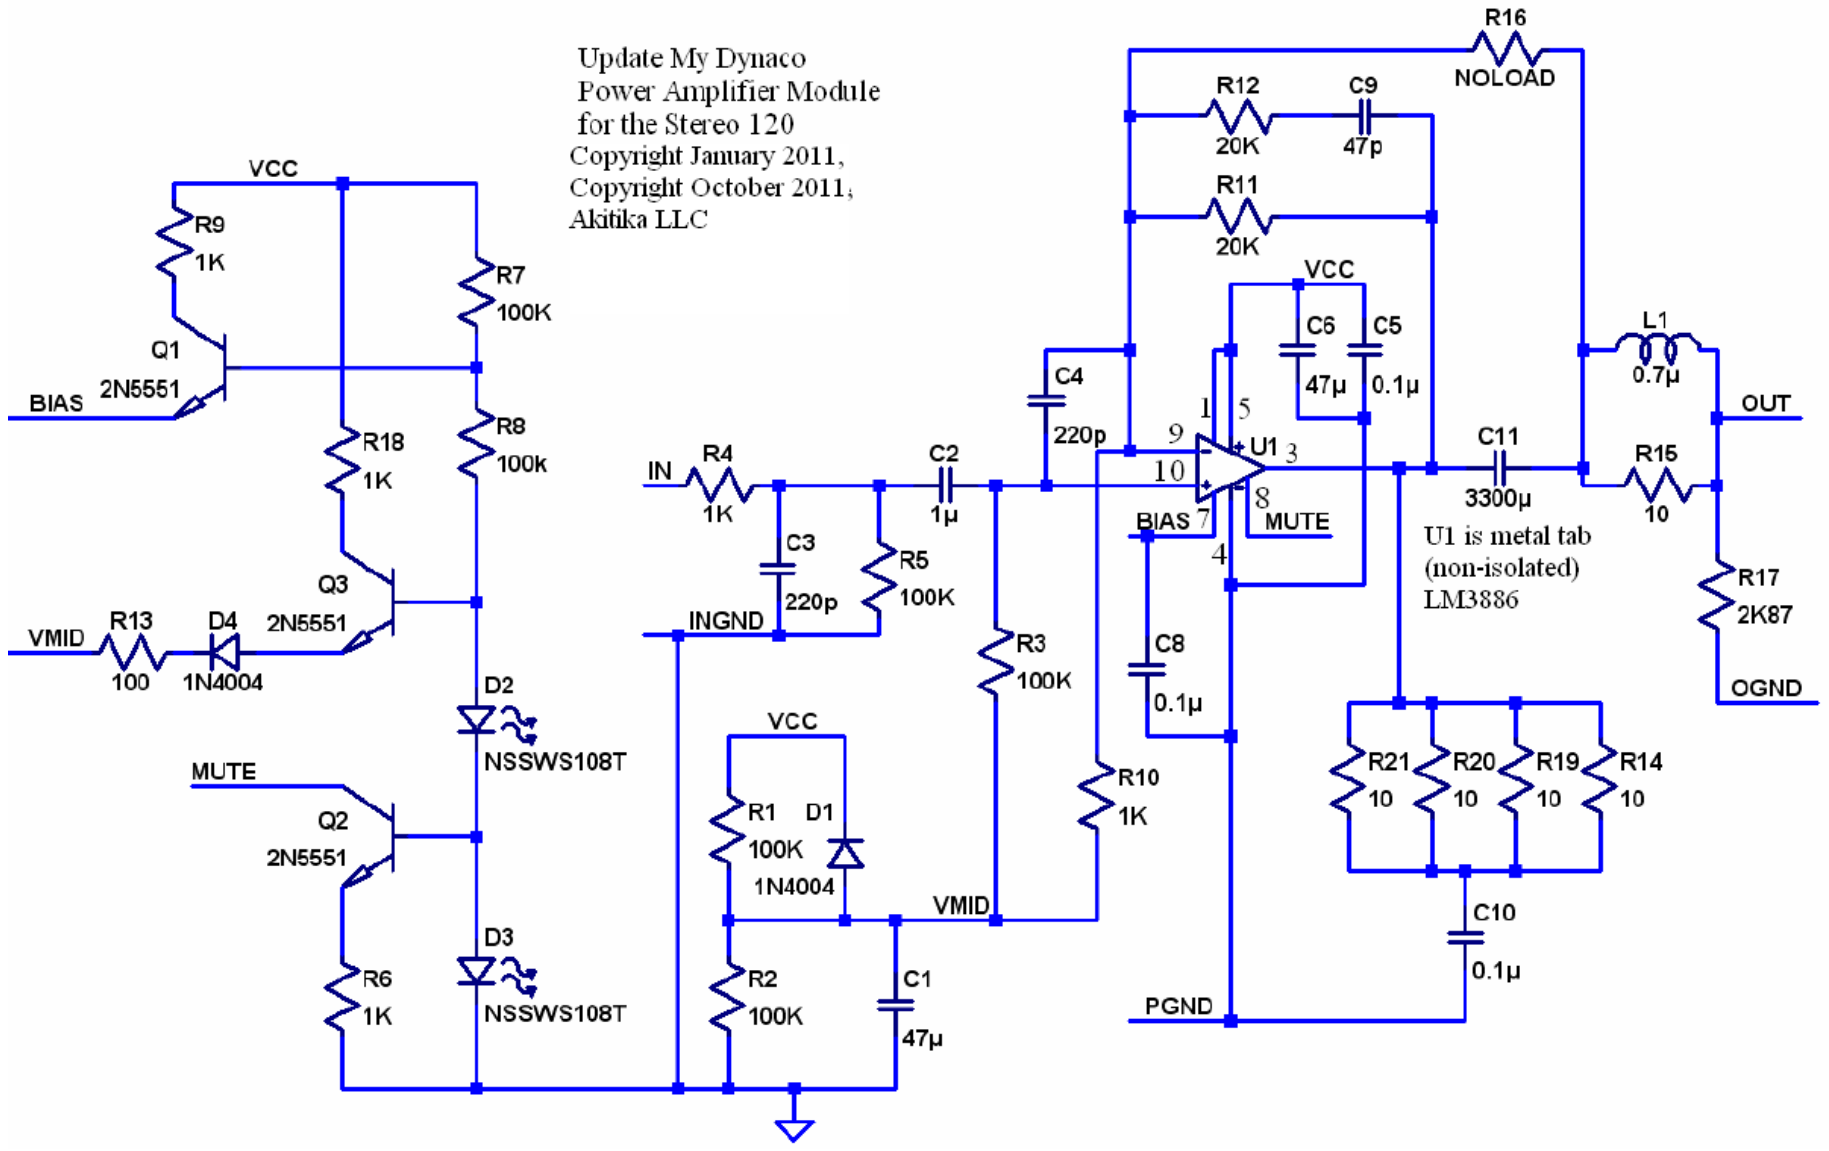 Update My Dynaco
Power Amplifier Module
for the Stereo 120
Copyright January 2011,
Copyright October 2011,
Akitika LLC
VCC
R9
1K
R7
100K
Q1
2N5551
BIAS
R18
1K
R8
100k
Q3
2N5551
VMID
R13
100
D4
1N4004
D2
NSSWS108T
MUTE
Q2
2N5551
D3
NSSWS108T
R6
1K
IN
R4
1K
C3
220p
R5
100K
INGND
C2
1µ
C4
220p
R3
100K
VCC
R1
100K
D1
1N4004
VMID
R2
100K
C1
47µ
R10
1K
R16
NOLOAD
R12
20K
C9
47p
R11
20K
VCC
C6
47µ
C5
0.1µ
1
5
9
10
U1
3
7
8
4
BIAS
MUTE
C8
0.1µ
PGND
C11
3300µ
U1 is metal tab
(non-isolated)
LM3886
L1
0.7µ
OUT
R15
10
R17
2K87
OGND
R21
10
R20
10
R19
10
R14
10
C10
0.1µ